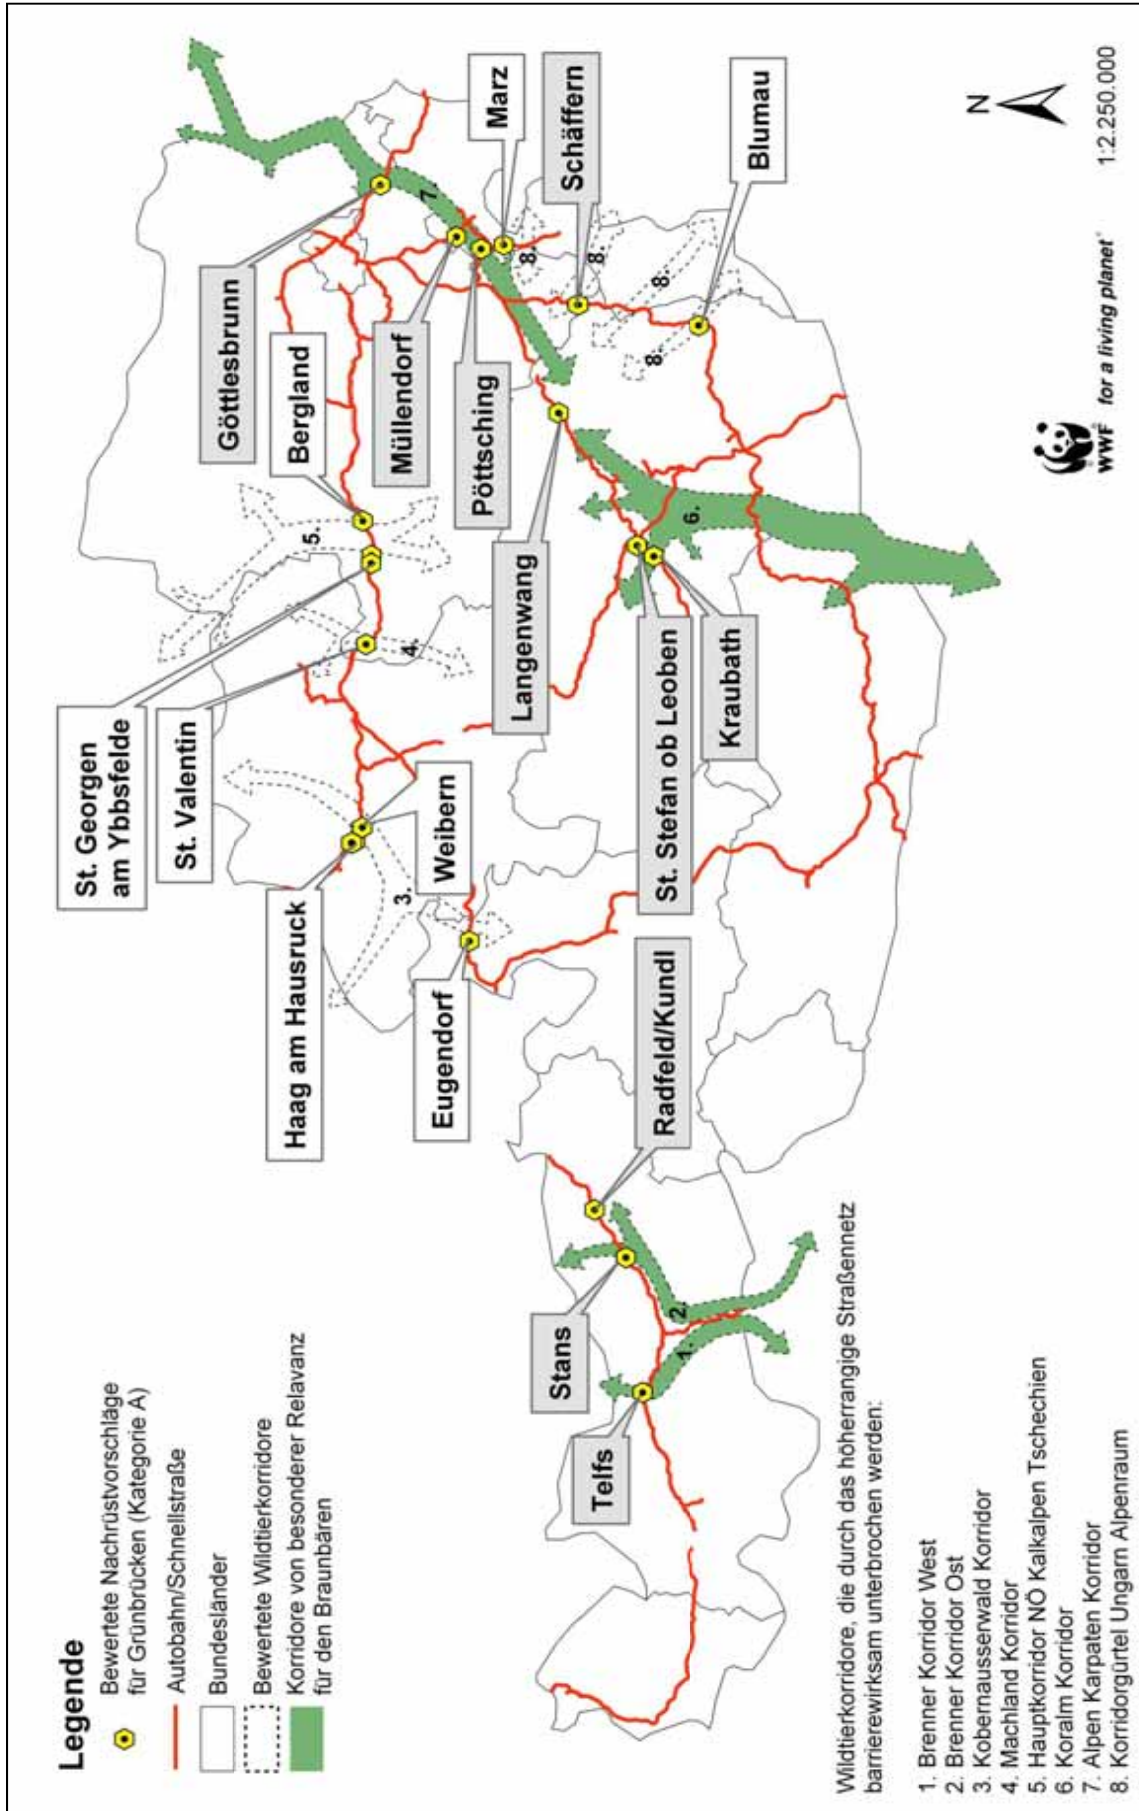 Legende
Bewertete Nachrüstvorschläge
für Grünbrücken (Kategorie A)
Autobahn/Schnellstraße
Bundesländer
Bewertete Wildtierkorridore
Korridore von besonderer Relavanz
für den Braunbären
St. Georgen
am Ybbsfelde
St. Valentin
Haag am Hausruck
Weibern
Eugendorf
Bergland
Göttlesbrunn
Müllendorf
Pöttsching
Marz
Schäffern
Blumau
Langenwang
St. Stefan ob Leoben
Kraubath
Radfeld/Kundl
Stans
Telfs
1.
2.
3.
4.
5.
6.
7.
8.
8.
8.
8.
Wildtierkorridore, die durch das höherrangige Straßennetz
barrierewirksam unterbrochen werden:
1. Brenner Korridor West
2. Brenner Korridor Ost
3. Kobernausserwald Korridor
4. Machland Korridor
5. Hauptkorridor NÖ Kalkalpen Tschechien
6. Koralm Korridor
7. Alpen Karpaten Korridor
8. Korridorgürtel Ungarn Alpenraum
WWF
for a living planet®
N
1:2.250.000